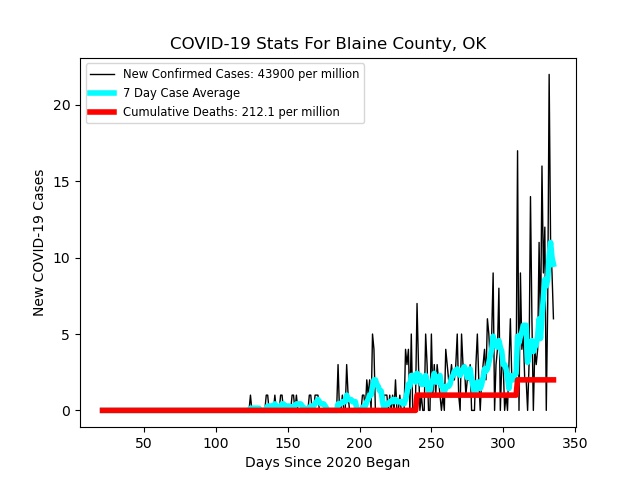 COVID-19 Stats For Blaine County, OK
New Confirmed Cases: 43900 per million
7 Day Case Average
Cumulative Deaths: 212.1 per million
New COVID-19 Cases
20
15
10
5
0
50 100 150 200 250 300 350
Days Since 2020 Began